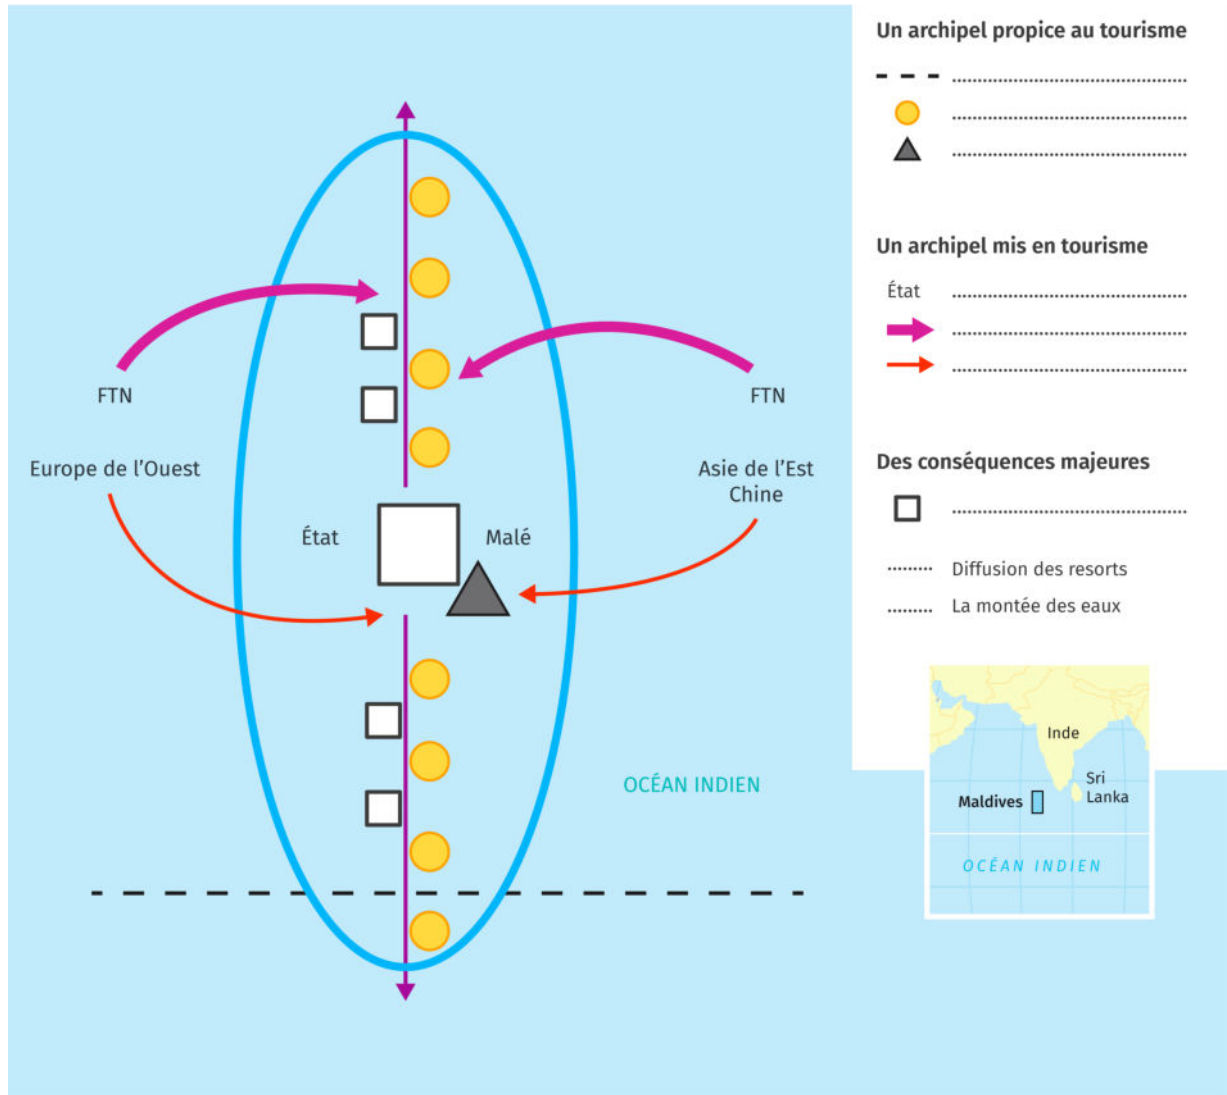 Un archipel propice au tourisme
Un archipel mis en tourisme
État
FTN
FTN
Europe de l'Ouest
Asie de l'Est
Chine
Des conséquences majeures
État
Malé
Diffusion des resorts
La montée des eaux
OCÉAN INDIEN
Inde
Sri
Lanka
Maldives
OCÉAN INDIEN